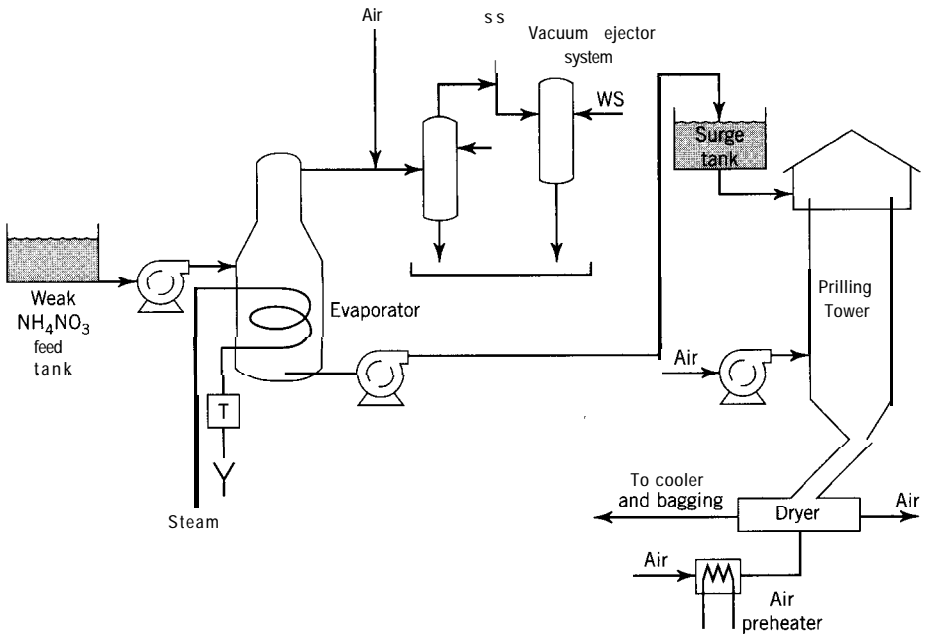 Air
s s
Vacuum ejector
system
WS
Surge
tank
Weak
NH₄NO₃
feed
tank
Evaporator
Prilling
Tower
Air
T
Steam
To cooler
and bagging
Dryer
Air
Air
Air
preheater